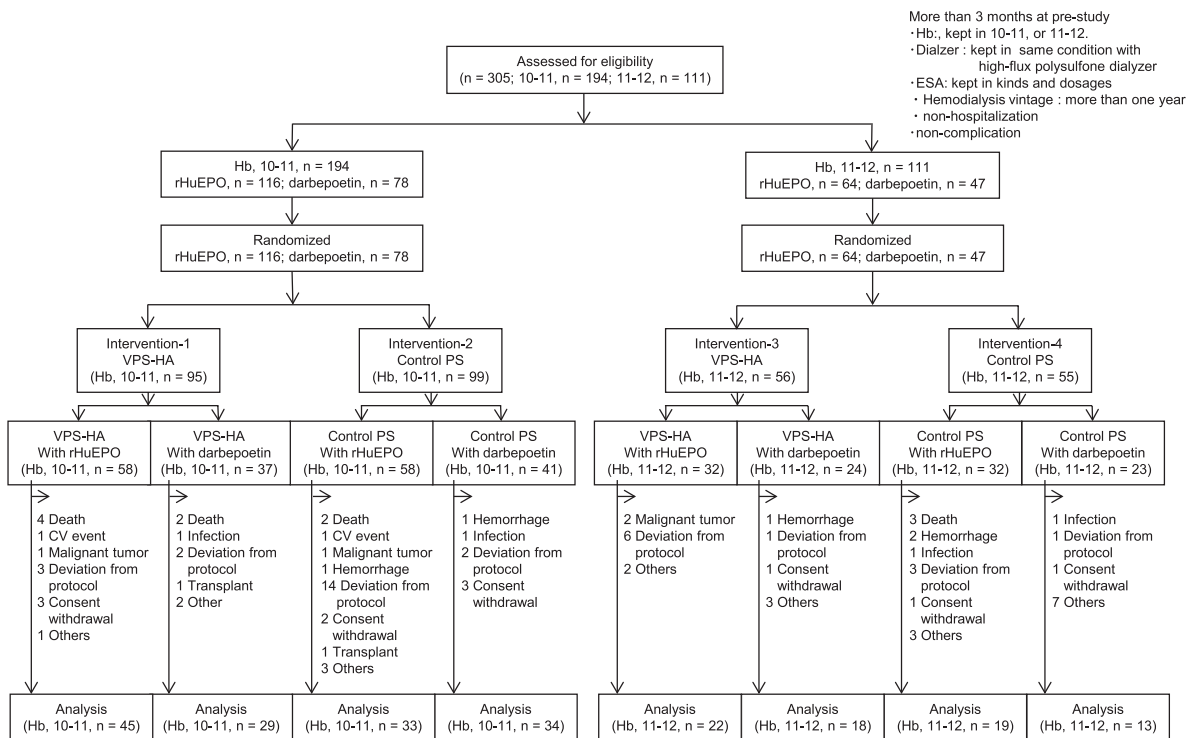 More than 3 months at pre-study
・Hb:, kept in 10-11, or 11-12.
・Dialzer : kept in same condition with
high-flux polysulfone dialyzer
・ESA: kept in kinds and dosages
・Hemodialysis vintage : more than one year
・non-hospitalization
・non-complication
Assessed for eligibility
(n = 305; 10-11, n = 194; 11-12, n = 111)
Hb, 10-11, n = 194
rHuEPO, n = 116; darbepoetin, n = 78
Hb, 11-12, n = 111
rHuEPO, n = 64; darbepoetin, n = 47
Randomized
rHuEPO, n = 116; darbepoetin, n = 78
Randomized
rHuEPO, n = 64; darbepoetin, n = 47
Intervention-1
VPS-HA
(Hb, 10-11, n = 95)
Intervention-2
Control PS
(Hb, 10-11, n = 99)
Intervention-3
VPS-HA
(Hb, 11-12, n = 56)
Intervention-4
Control PS
(Hb, 11-12, n = 55)
VPS-HA
With rHuEPO
(Hb, 10-11, n = 58)
VPS-HA
With darbepoetin
(Hb, 10-11, n = 37)
Control PS
With rHuEPO
(Hb, 10-11, n = 58)
Control PS
With darbepoetin
(Hb, 10-11, n = 41)
VPS-HA
With rHuEPO
(Hb, 11-12, n = 32)
VPS-HA
With darbepoetin
(Hb, 11-12, n = 24)
Control PS
With rHuEPO
(Hb, 11-12, n = 32)
Control PS
With darbepoetin
(Hb, 11-12, n = 23)
4 Death
1 CV event
1 Malignant tumor
3 Deviation from
protocol
3 Consent
withdrawal
1 Others
2 Death
1 Infection
2 Deviation from
protocol
1 Transplant
2 Other
2 Death
1 CV event
1 Malignant tumor
1 Hemorrhage
14 Deviation from
protocol
2 Consent
withdrawal
1 Transplant
3 Others
1 Hemorrhage
1 Infection
2 Deviation from
protocol
3 Consent
withdrawal
2 Malignant tumor
6 Deviation from
protocol
2 Others
1 Hemorrhage
1 Deviation from
protocol
1 Consent
withdrawal
3 Others
3 Death
2 Hemorrhage
1 Infection
3 Deviation from
protocol
1 Consent
withdrawal
3 Others
1 Infection
1 Deviation from
protocol
1 Consent
withdrawal
7 Others
Analysis
(Hb, 10-11, n = 45)
Analysis
(Hb, 10-11, n = 29)
Analysis
(Hb, 10-11, n = 33)
Analysis
(Hb, 10-11, n = 34)
Analysis
(Hb, 11-12, n = 22)
Analysis
(Hb, 11-12, n = 18)
Analysis
(Hb, 11-12, n = 19)
Analysis
(Hb, 11-12, n = 13)